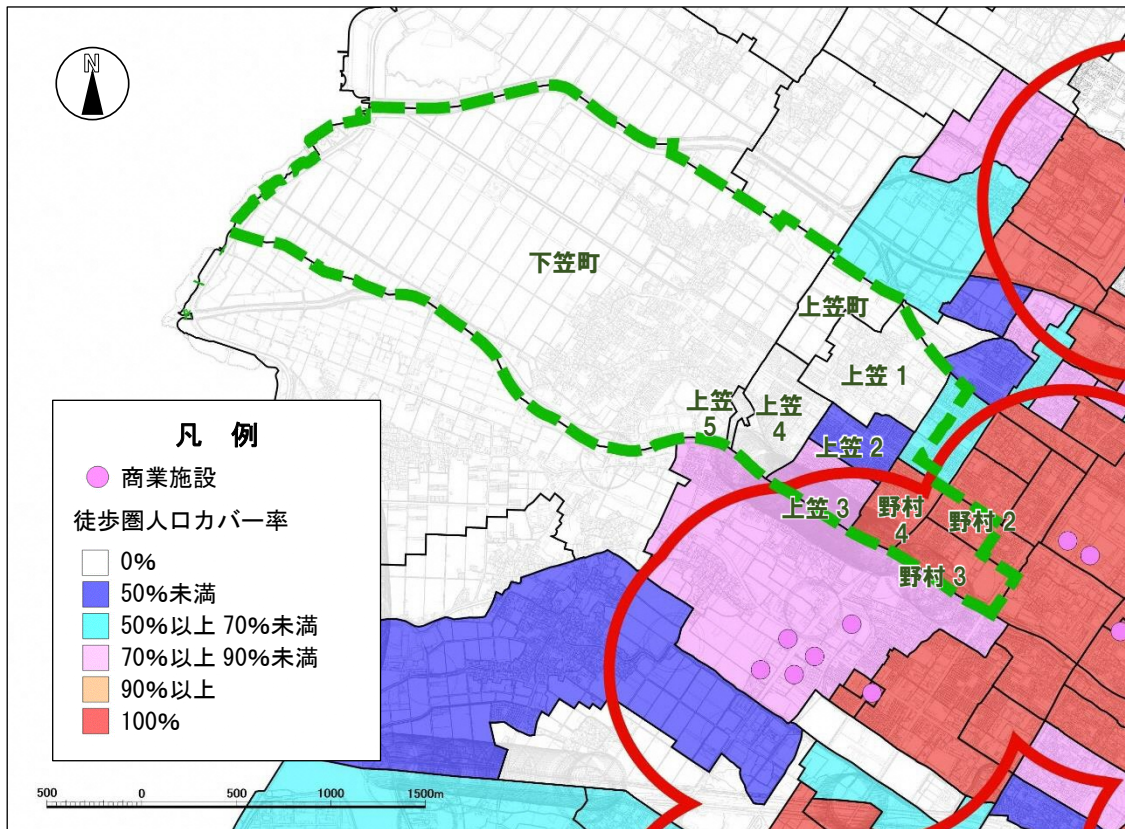 N
下笠町
上笠町
上笠 1
上笠
5
上笠
4
上笠 2
上笠 3
野村
4
野村 2
野村 3
凡 例
商業施設
徒歩圏人口カバー率
0%
50%未満
50%以上 70%未満
70%以上 90%未満
90%以上
100%
500 0 500 1000 1500m